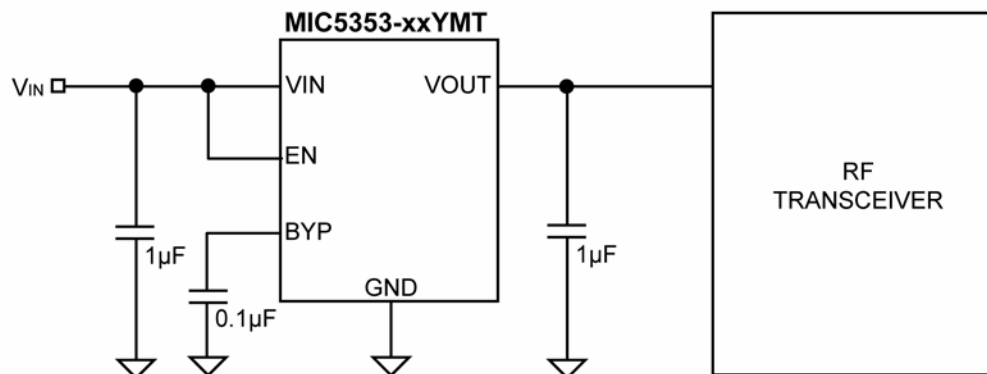 MIC5353-xxYMT
VIN
VIN
VOUT
EN
BYP
GND
1µF
0.1µF
1µF
RF
TRANSCEIVER